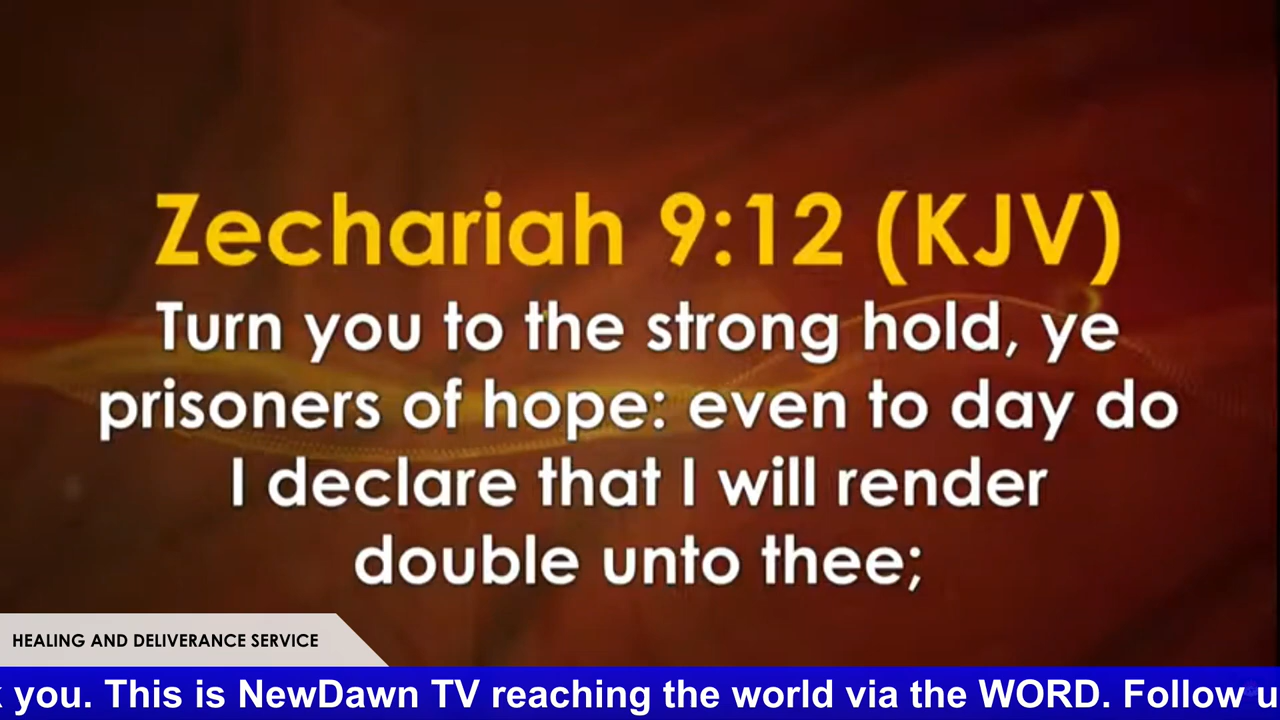 Zechariah 9:12 (KJV)
Turn you to the strong hold, ye
prisoners of hope: even to day do
I declare that I will render
double unto thee;
HEALING AND DELIVERANCE SERVICE
you. This is NewDawn TV reaching the world via the WORD. Follow